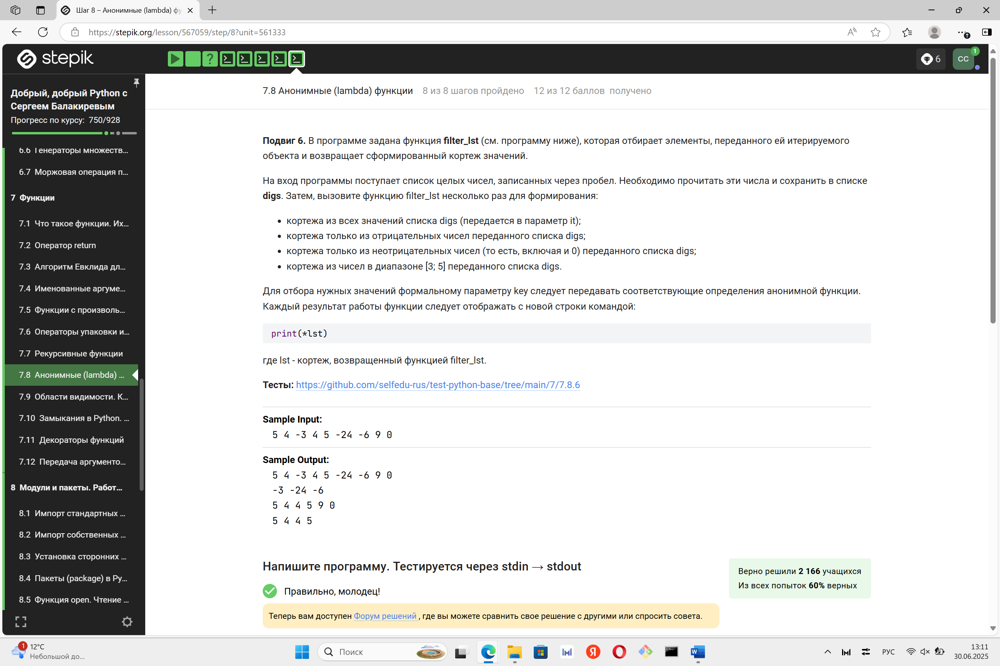 Шаг 8 – Анонимные (lambda) фу
https://stepik.org/lesson/567059/step/8?unit=561333
stepik
6
CC
1
Добрый, добрый Python с
Сергеем Балакиревым
Прогресс по курсу: 750/928
6.6 Генераторы множеств...
6.7 Моржовая операция п...
7 Функции
7.1 Что такое функции. Их...
7.2 Оператор return
7.3 Алгоритм Евклида дл...
7.4 Именованные аргуме...
7.5 Функции с произволь...
7.6 Операторы упаковки и...
7.7 Рекурсивные функции
7.8 Анонимные (lambda) ...
7.9 Области видимости. К...
7.10 Замыкания в Python. ...
7.11 Декораторы функций
7.12 Передача аргументо...
8 Модули и пакеты. Работ...
8.1 Импорт стандартных ...
8.2 Импорт собственных ...
8.3 Установка сторонних ...
8.4 Пакеты (package) в Py...
8.5 Функция open. Чтение ...
7.8 Анонимные (lambda) функции 8 из 8 шагов пройдено 12 из 12 баллов получено
Подвиг 6. В программе задана функция filter_lst (см. программу ниже), которая отбирает элементы, переданного ей итерируемого
объекта и возвращает сформированный кортеж значений.
На вход программы поступает список целых чисел, записанных через пробел. Необходимо прочитать эти числа и сохранить в списке
digs. Затем, вызовите функцию filter_lst несколько раз для формирования:
• кортежа из всех значений списка digs (передается в параметр it);
• кортежа только из отрицательных чисел переданного списка digs;
• кортежа только из неотрицательных чисел (то есть, включая и 0) переданного списка digs;
• кортежа из чисел в диапазоне [3; 5] переданного списка digs.
Для отбора нужных значений формальному параметру key следует передавать соответствующие определения анонимной функции.
Каждый результат работы функции следует отображать с новой строки командой:
print(*lst)
где lst - кортеж, возвращенный функцией filter_lst.
Тесты: https://github.com/selfedu-rus/test-python-base/tree/main/7/7.8.6
Sample Input:
5 4 -3 4 5 -24 -6 9 0
Sample Output:
5 4 -3 4 5 -24 -6 9 0
-3 -24 -6
5 4 4 5 9 0
5 4 4 5
Напишите программу. Тестируется через stdin → stdout
Верно решили 2 166 учащихся
Из всех попыток 60% верных
Правильно, молодец!
Теперь вам доступен Форум решений , где вы можете сравнить свое решение с другими или спросить совета.
1
12°C
Небольшой до...
Поиск
РУС
13:11
30.06.2025